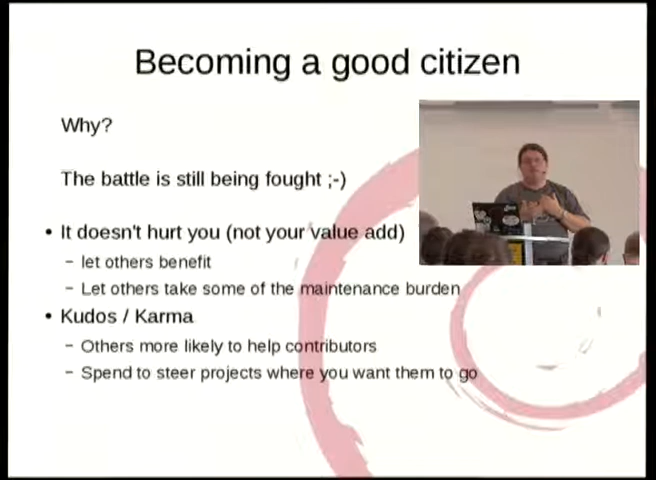 Becoming a good citizen
Why?
The battle is still being fought ;-)
• It doesn't hurt you (not your value add)
– let others benefit
– Let others take some of the maintenance burden
• Kudos / Karma
– Others more likely to help contributors
– Spend to steer projects where you want them to go